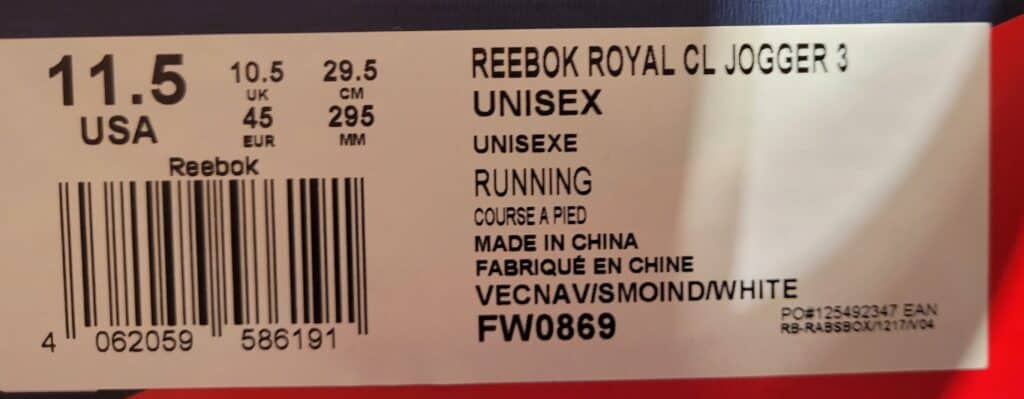 11.5
USA
10.5 29.5
UK CM
45 295
EUR MM
Reebok
4 062059 586191
REEBOK ROYAL CL JOGGER 3
UNISEX
UNISEXE
RUNNING
COURSE A PIED
MADE IN CHINA
FABRIQUÉ EN CHINE
VECNAV/SMOIND/WHITE
FW0869
PO#125492347 EAN
RB-RABSBOX/1217/V04